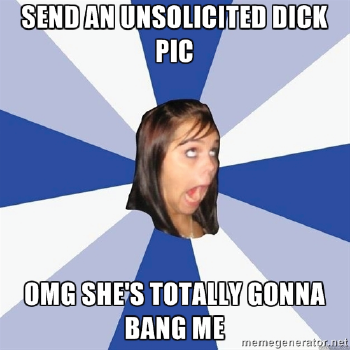 SEND AN UNSOLICITED DICK
PIC
OMG SHE'S TOTALLY GONNA
BANG ME
memegenerator.net